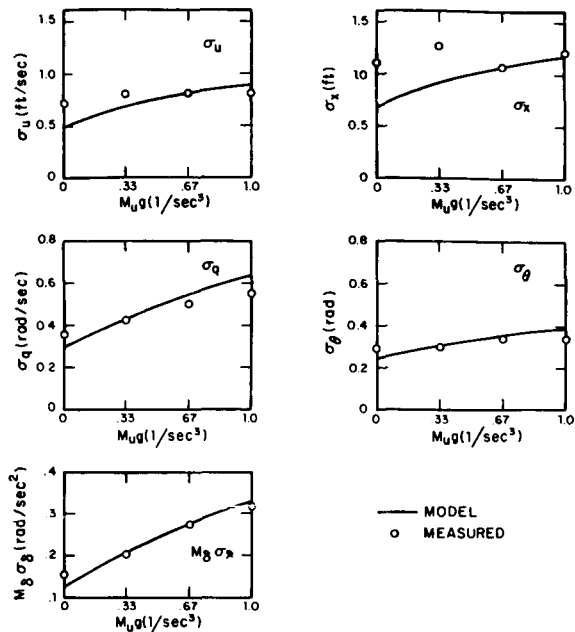 1.5
1.0
0.5
0
σu (ft/sec)
σu
0 .33 .67 1.0
Mug (1/sec³)
1.5
1.0
0.5
0
σx (ft)
σx
0 .33 .67 1.0
Mug (1/sec³)
0.8
0.6
0.4
0.2
0
σq (rad/sec)
σq
0 .33 .67 1.0
Mug (1/sec³)
0.8
0.6
0.4
0.2
0
σθ (rad)
σθ
0 .33 .67 1.0
Mug (1/sec³)
.4
.3
.2
.1
Mδ σδ (rad/sec²)
Mδ σ
0 .33 .67 1.0
Mug (1/sec³)
MODEL
MEASURED